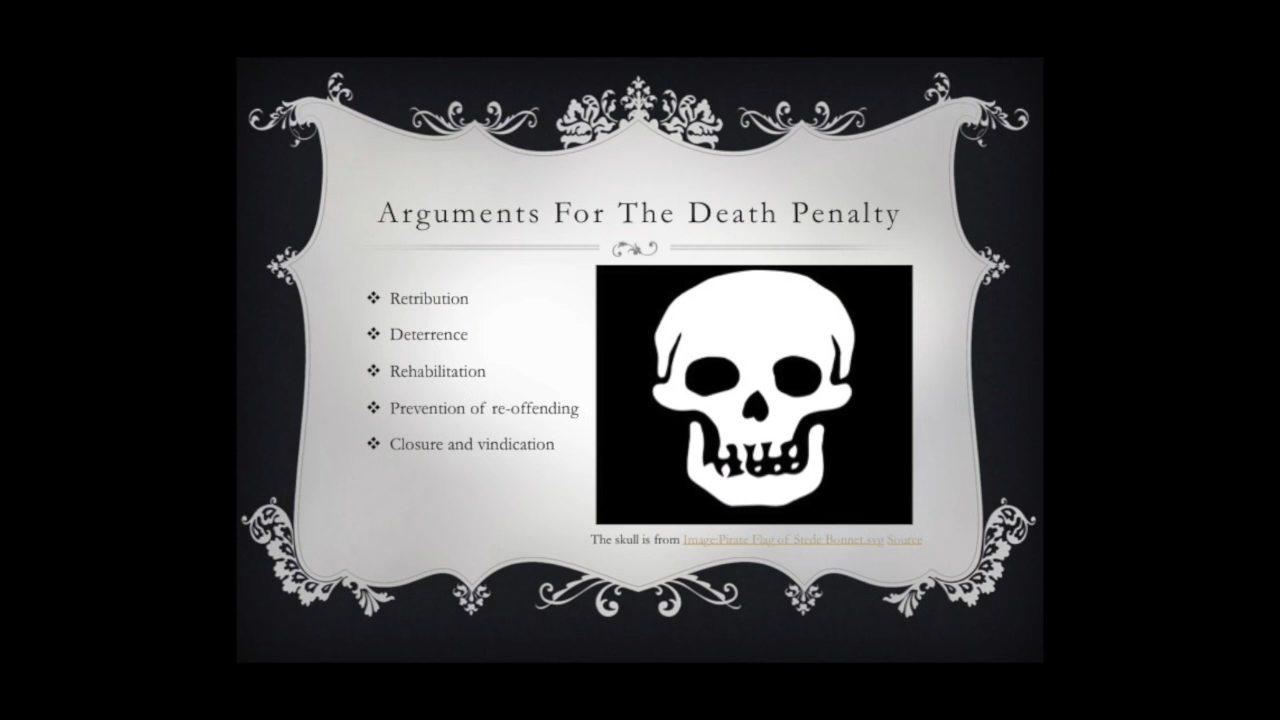 Arguments For The Death Penalty
Retribution
Deterrence
Rehabilitation
Prevention of re-offending
Closure and vindication
The skull is from Image:Pirate Flag of Stede Bonnet.svg Source